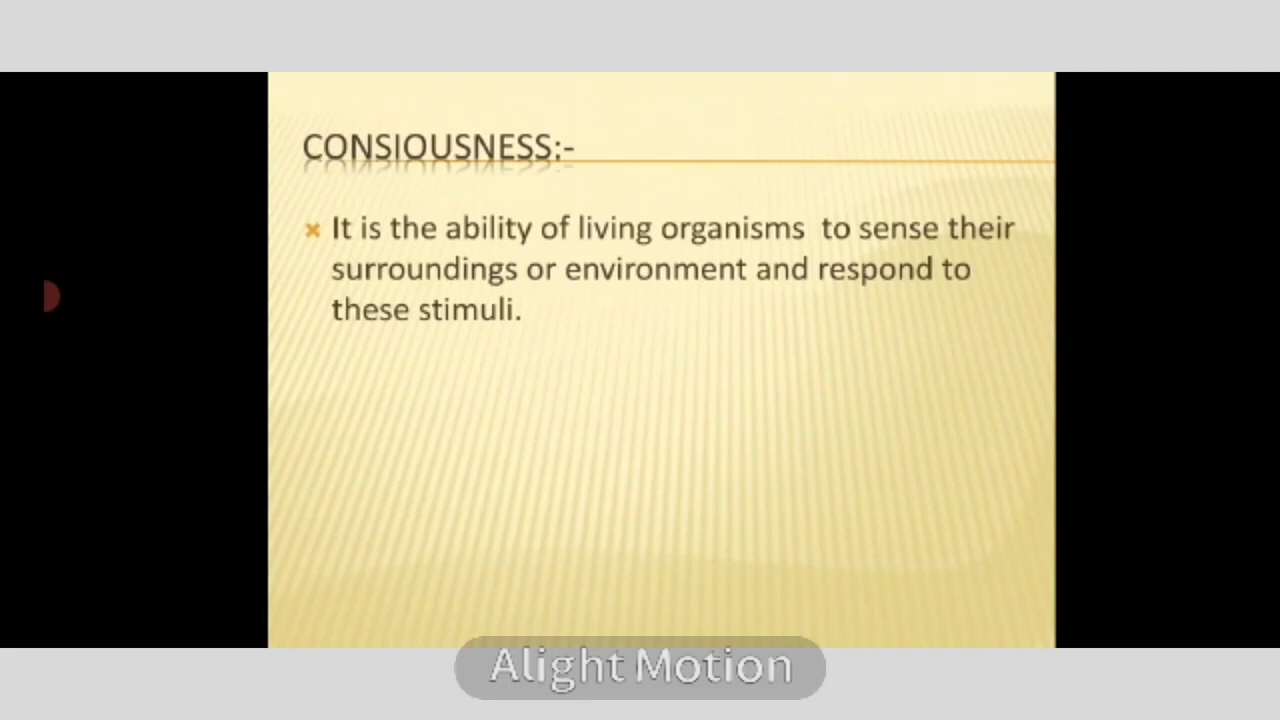 CONSIOUSNESS:-
It is the ability of living organisms to sense their
surroundings or environment and respond to
these stimuli.
Alight Motion